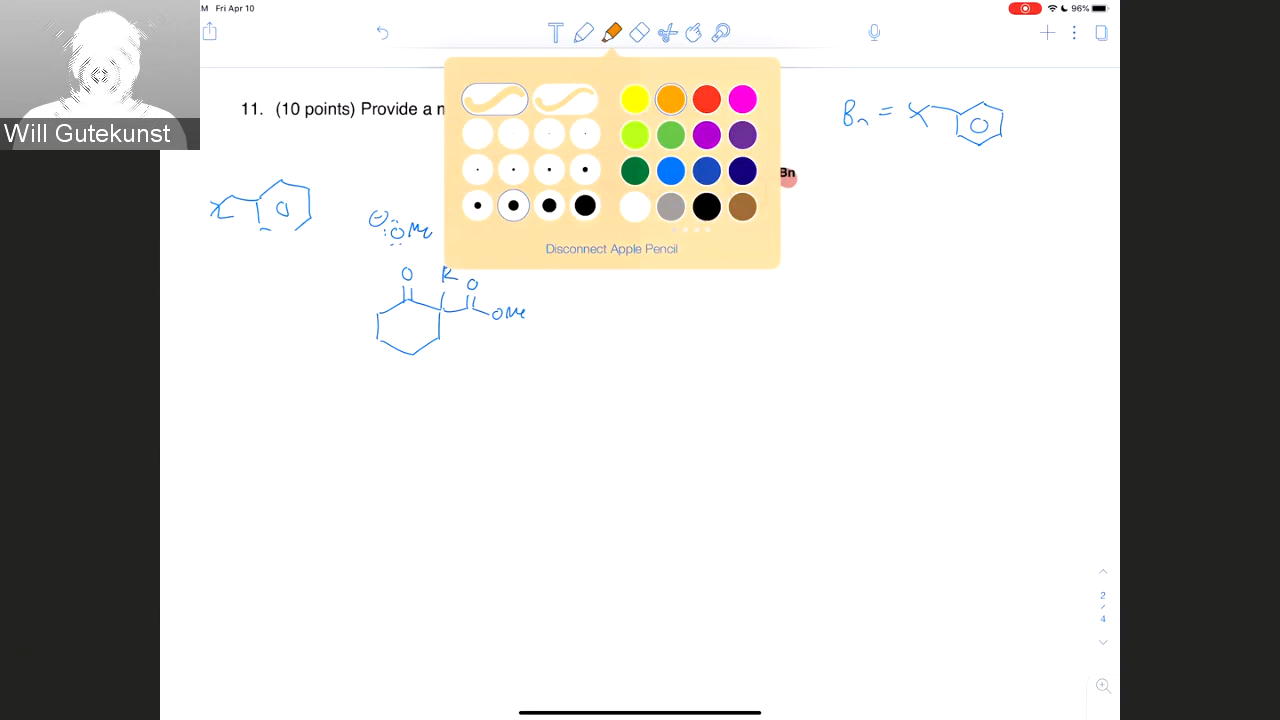 M Fri Apr 10
96%
Will Gutekunst
T
11. (10 points) Provide a m
Bn =
Bn
OMe
O R O
OMe
Disconnect Apple Pencil
2
/
4